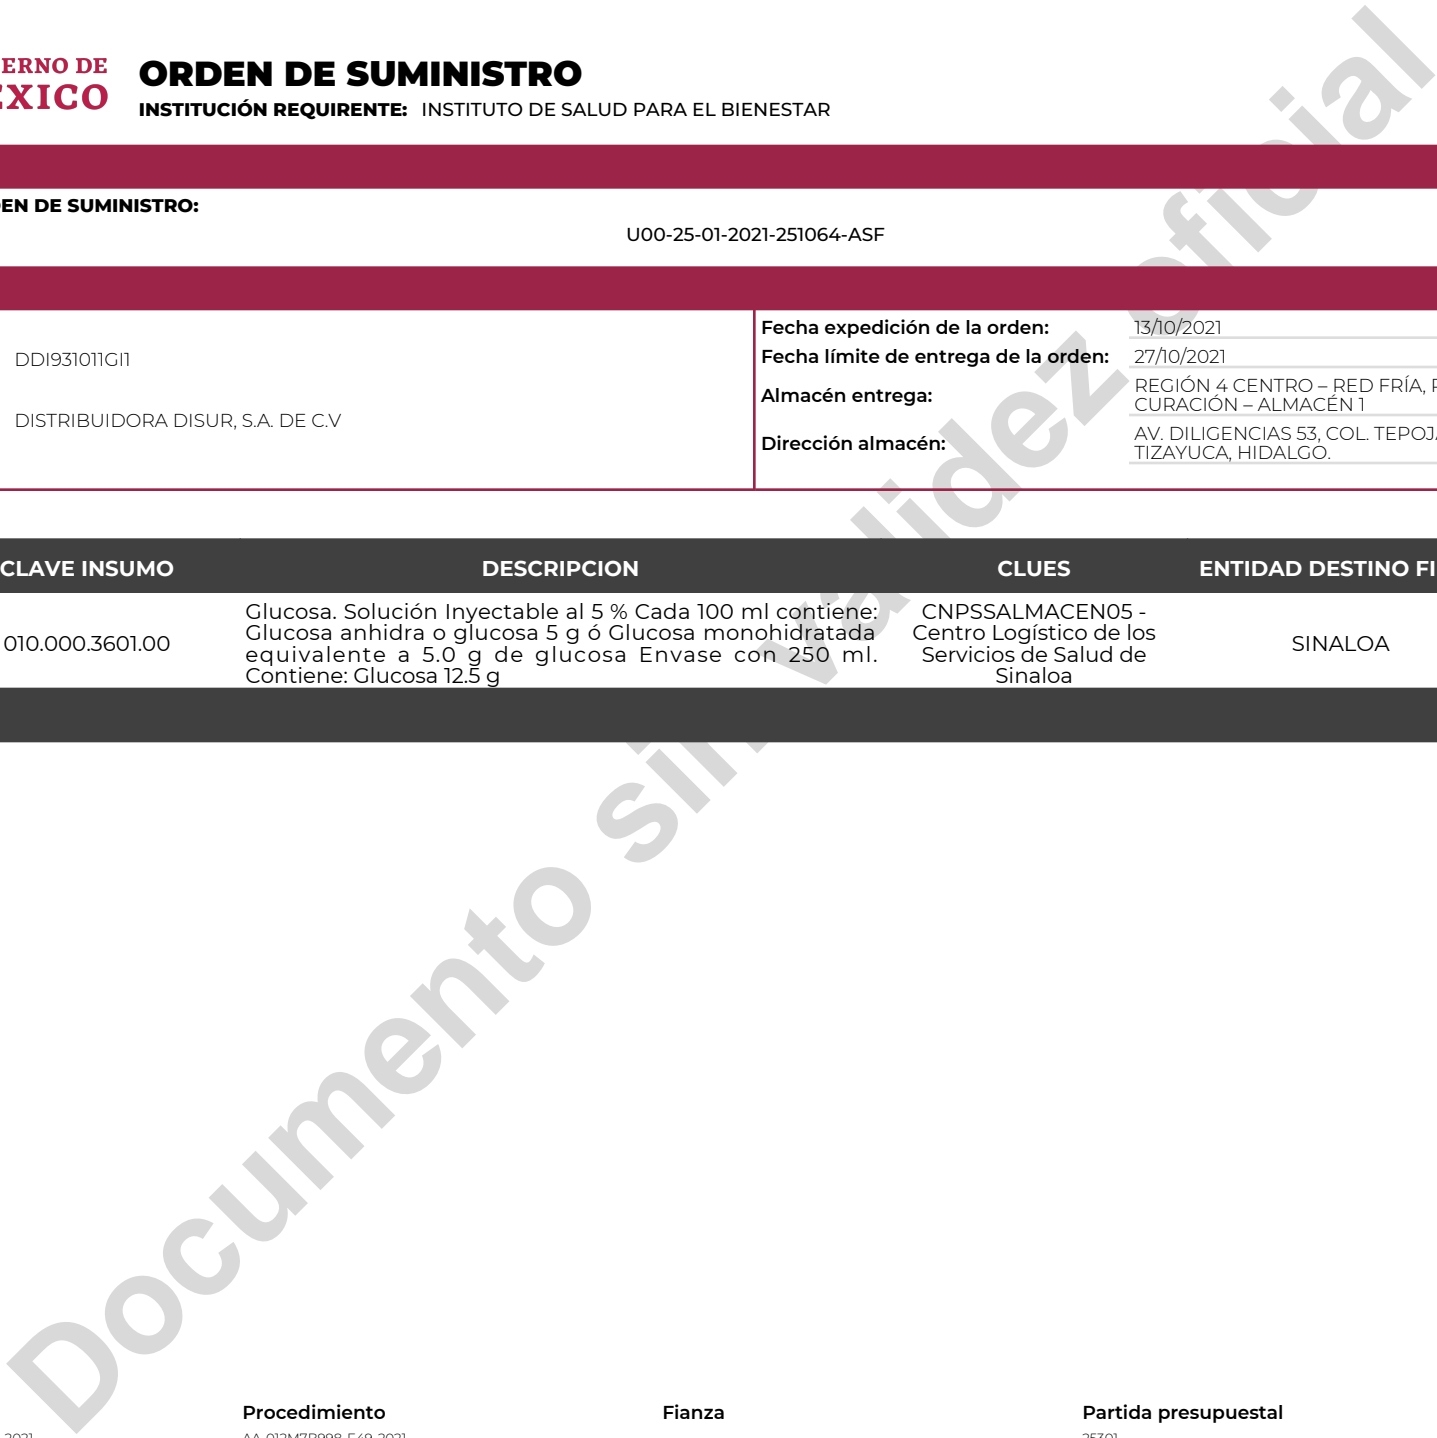 ERNO DE
EXICO
ORDEN DE SUMINISTRO
INSTITUCIÓN REQUIRENTE: INSTITUTO DE SALUD PARA EL BIENESTAR
EN DE SUMINISTRO:
U00-25-01-2021-251064-ASF
DDI931011GI1
DISTRIBUIDORA DISUR, S.A. DE C.V
Fecha expedición de la orden: 13/10/2021
Fecha límite de entrega de la orden: 27/10/2021
Almacén entrega: REGIÓN 4 CENTRO – RED FRÍA,
CURACIÓN – ALMACÉN 1
Dirección almacén: AV. DILIGENCIAS 53, COL. TEPOJA
TIZAYUCA, HIDALGO.
CLAVE INSUMO DESCRIPCION CLUES ENTIDAD DESTINO FI
010.000.3601.00
Glucosa. Solución Inyectable al 5 % Cada 100 ml contiene:
Glucosa anhidra o glucosa 5 g ó Glucosa monohidratada
equivalente a 5.0 g de glucosa Envase con 250 ml.
Contiene: Glucosa 12.5 g
CNPSSALMACEN05 -
Centro Logístico de los
Servicios de Salud de
Sinaloa
SINALOA
Documento sin validez oficial
Procedimiento Fianza Partida presupuestal